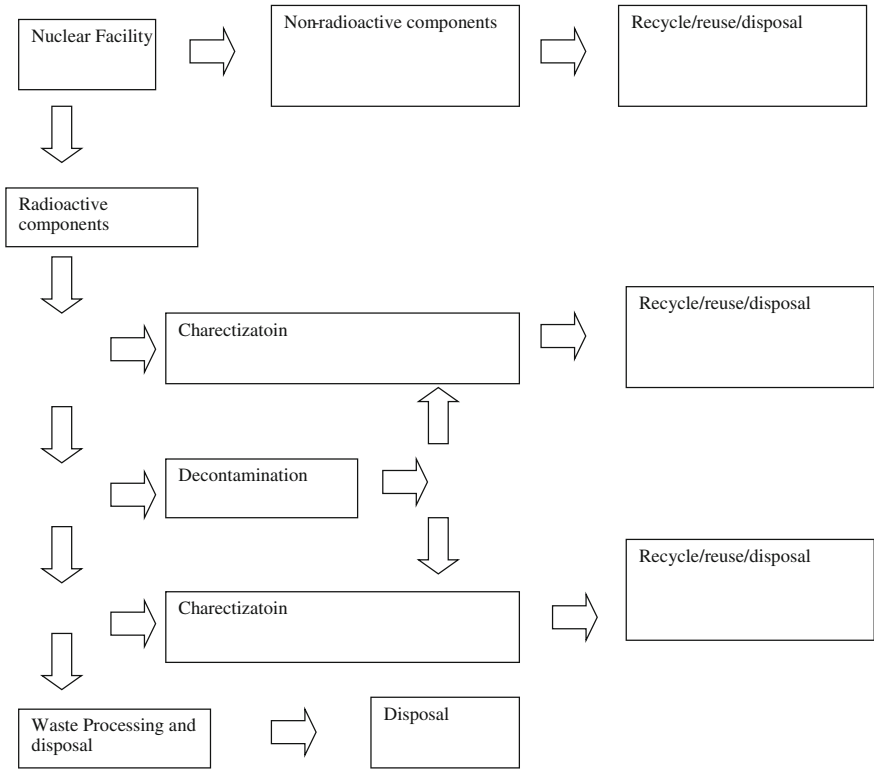 Nuclear Facility
Non-radioactive components
Recycle/reuse/disposal
Radioactive
components
Charectizatoin
Recycle/reuse/disposal
Decontamination
Charectizatoin
Recycle/reuse/disposal
Waste Processing and
disposal
Disposal